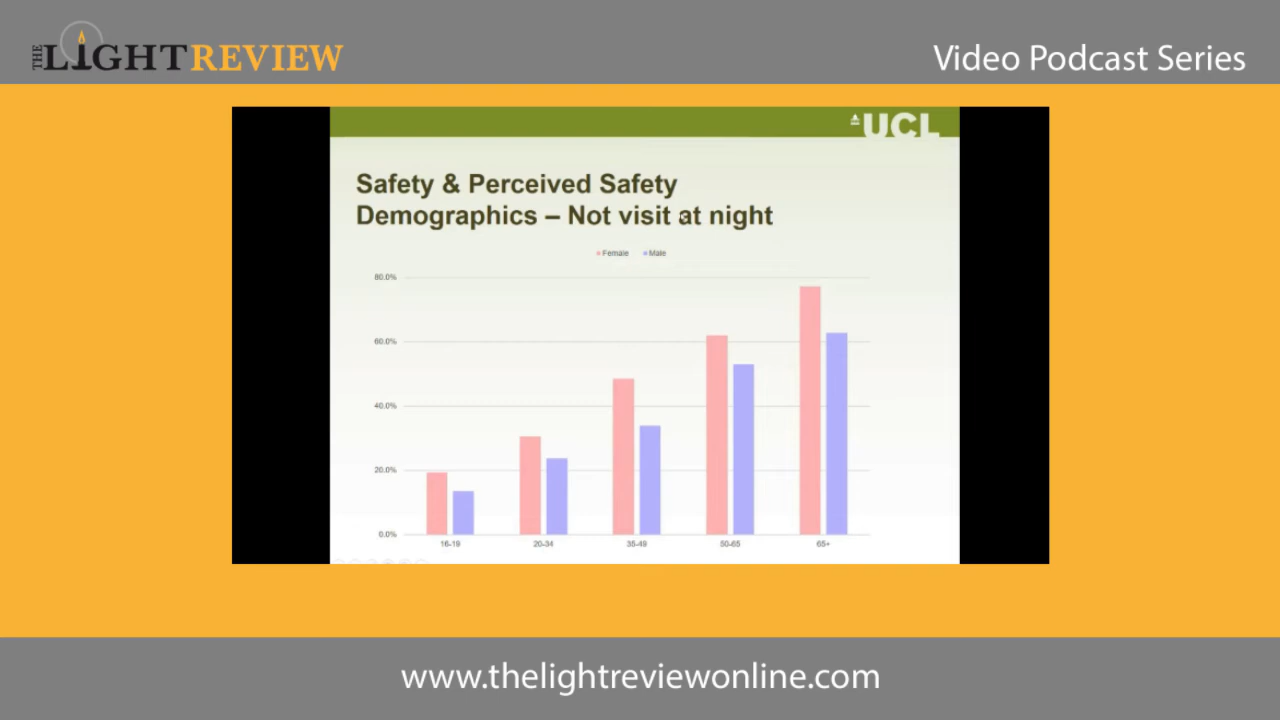 THE LIGHT REVIEW
Video Podcast Series
UCL
Safety & Perceived Safety
Demographics – Not visit at night
Female Male
80.0%
60.0%
40.0%
20.0%
0.0%
16-19 20-34 35-49 50-65 65+
www.thelightreviewonline.com